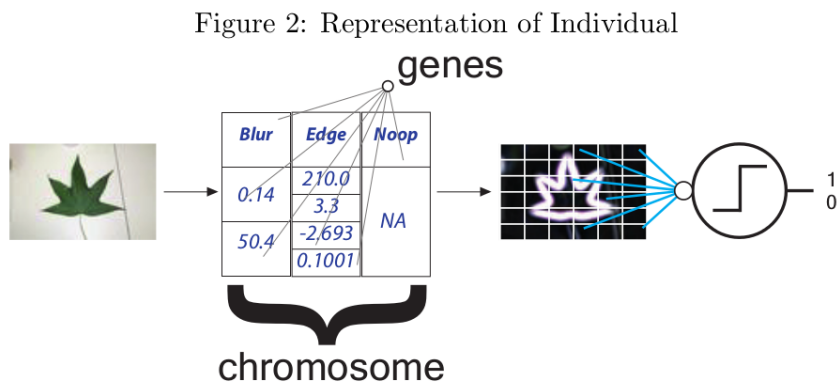 Figure 2: Representation of Individual
genes
Blur Edge Noop
0.14
50.4
210.0
3.3
-2.693
0.1001
NA
1
0
chromosome